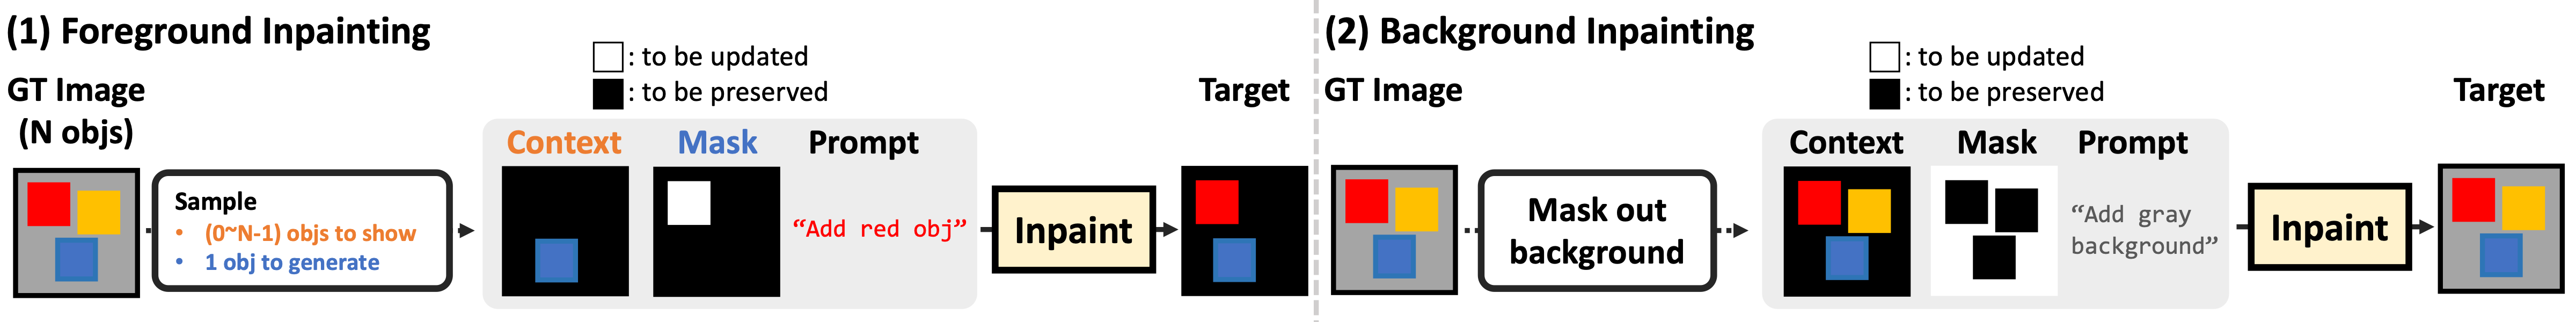 (1) Foreground Inpainting
GT Image
(N objs)
Sample
• (0~N-1) objs to show
• 1 obj to generate
: to be updated
: to be preserved
Context
Mask
Prompt
“Add red obj”
Inpaint
Target
(2) Background Inpainting
GT Image
Mask out
background
: to be updated
: to be preserved
Context
Mask
Prompt
“Add gray
background”
Inpaint
Target